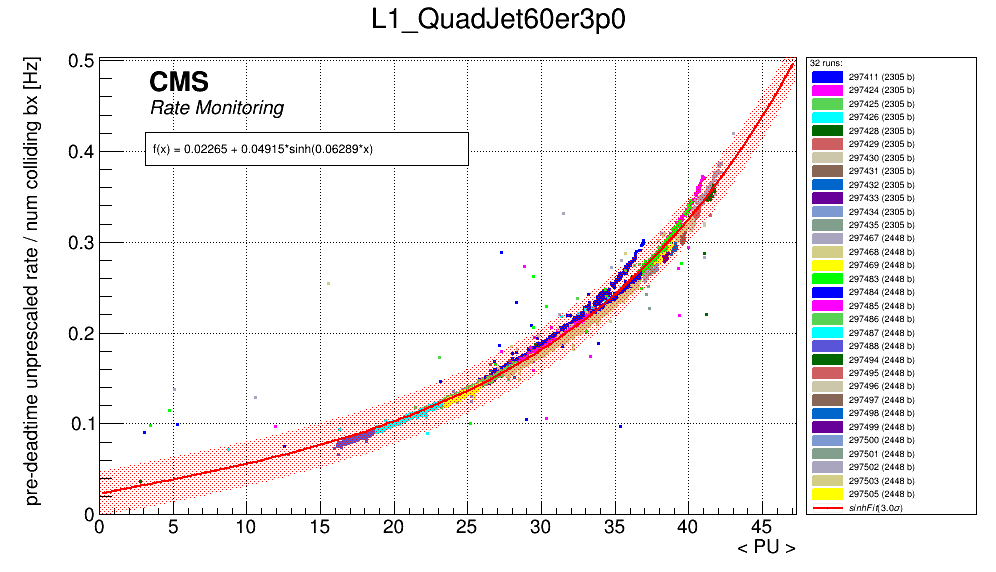 L1_QuadJet60er3p0
pre-deadtime unprescaled rate / num colliding bx [Hz]
CMS
Rate Monitoring
f(x) = 0.02265 + 0.04915*sinh(0.06289*x)
0.5
0.4
0.3
0.2
0.1
0
0 5 10 15 20 25 30 35 40 45
< PU >
32 runs:
297411 (2305 b)
297424 (2305 b)
297425 (2305 b)
297426 (2305 b)
297428 (2305 b)
297429 (2305 b)
297430 (2305 b)
297431 (2305 b)
297432 (2305 b)
297433 (2305 b)
297434 (2305 b)
297435 (2305 b)
297467 (2448 b)
297468 (2448 b)
297469 (2448 b)
297483 (2448 b)
297484 (2448 b)
297485 (2448 b)
297486 (2448 b)
297487 (2448 b)
297488 (2448 b)
297494 (2448 b)
297495 (2448 b)
297496 (2448 b)
297497 (2448 b)
297498 (2448 b)
297499 (2448 b)
297500 (2448 b)
297501 (2448 b)
297502 (2448 b)
297503 (2448 b)
297505 (2448 b)
sinhFit(3.0σ)